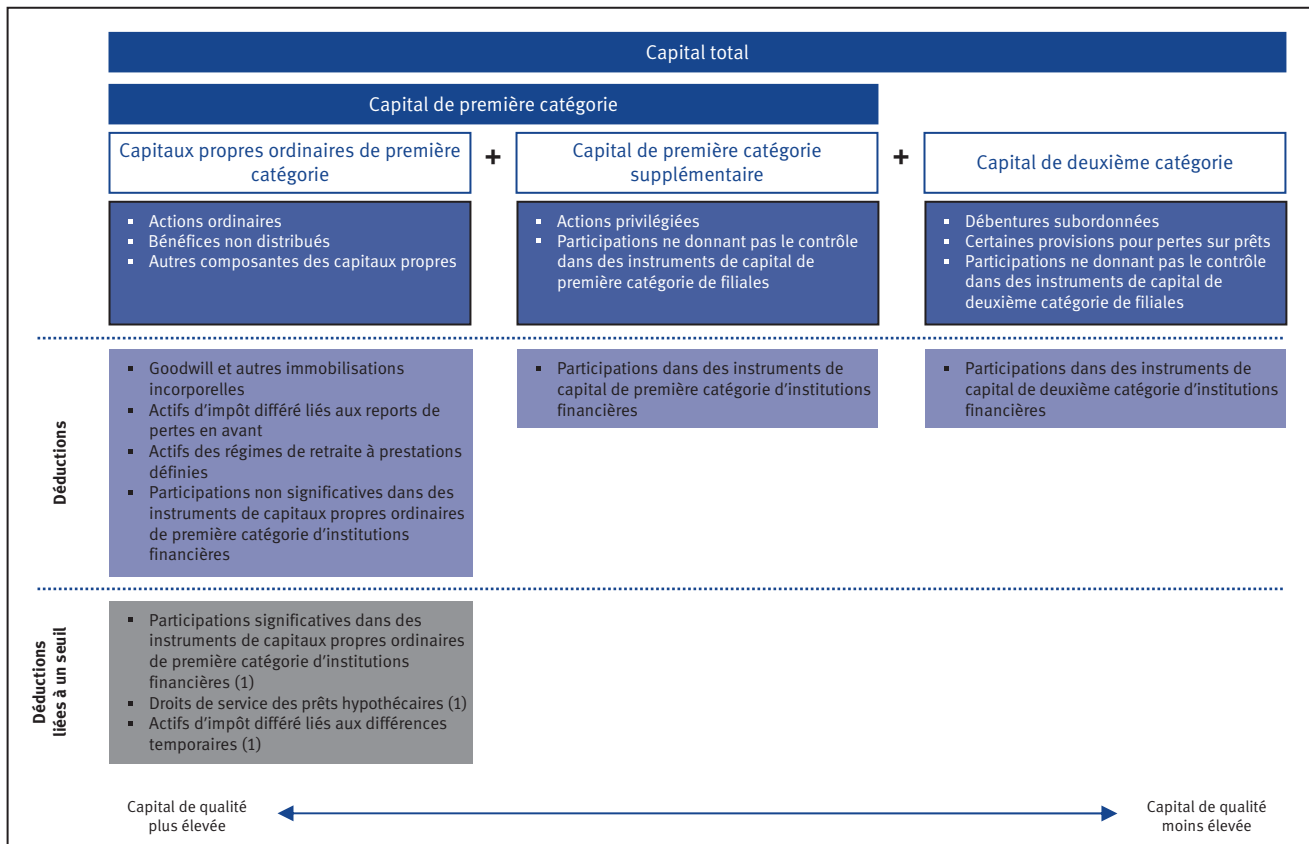 Capital total
Capital de première catégorie
Capitaux propres ordinaires de première
catégorie
+
Capital de première catégorie
supplémentaire
+
Capital de deuxième catégorie
▪ Actions ordinaires
▪ Bénéfices non distribués
▪ Autres composantes des capitaux propres
▪ Actions privilégiées
▪ Participations ne donnant pas le contrôle
dans des instruments de capital de
première catégorie de filiales
▪ Débentures subordonnées
▪ Certaines provisions pour pertes sur prêts
▪ Participations ne donnant pas le contrôle
dans des instruments de capital de
deuxième catégorie de filiales
Déductions
▪ Goodwill et autres immobilisations
incorporelles
▪ Actifs d'impôt différé liés aux reports de
pertes en avant
▪ Actifs des régimes de retraite à prestations
définies
▪ Participations non significatives dans des
instruments de capitaux propres ordinaires
de première catégorie d'institutions
financières
▪ Participations dans des instruments de
capital de première catégorie d'institutions
financières
▪ Participations dans des instruments de
capital de deuxième catégorie d'institutions
financières
Déductions
liées à un seuil
▪ Participations significatives dans des
instruments de capitaux propres ordinaires
de première catégorie d'institutions
financières (1)
▪ Droits de service des prêts hypothécaires (1)
▪ Actifs d'impôt différé liés aux différences
temporaires (1)
Capital de qualité
plus élevée
Capital de qualité
moins élevée